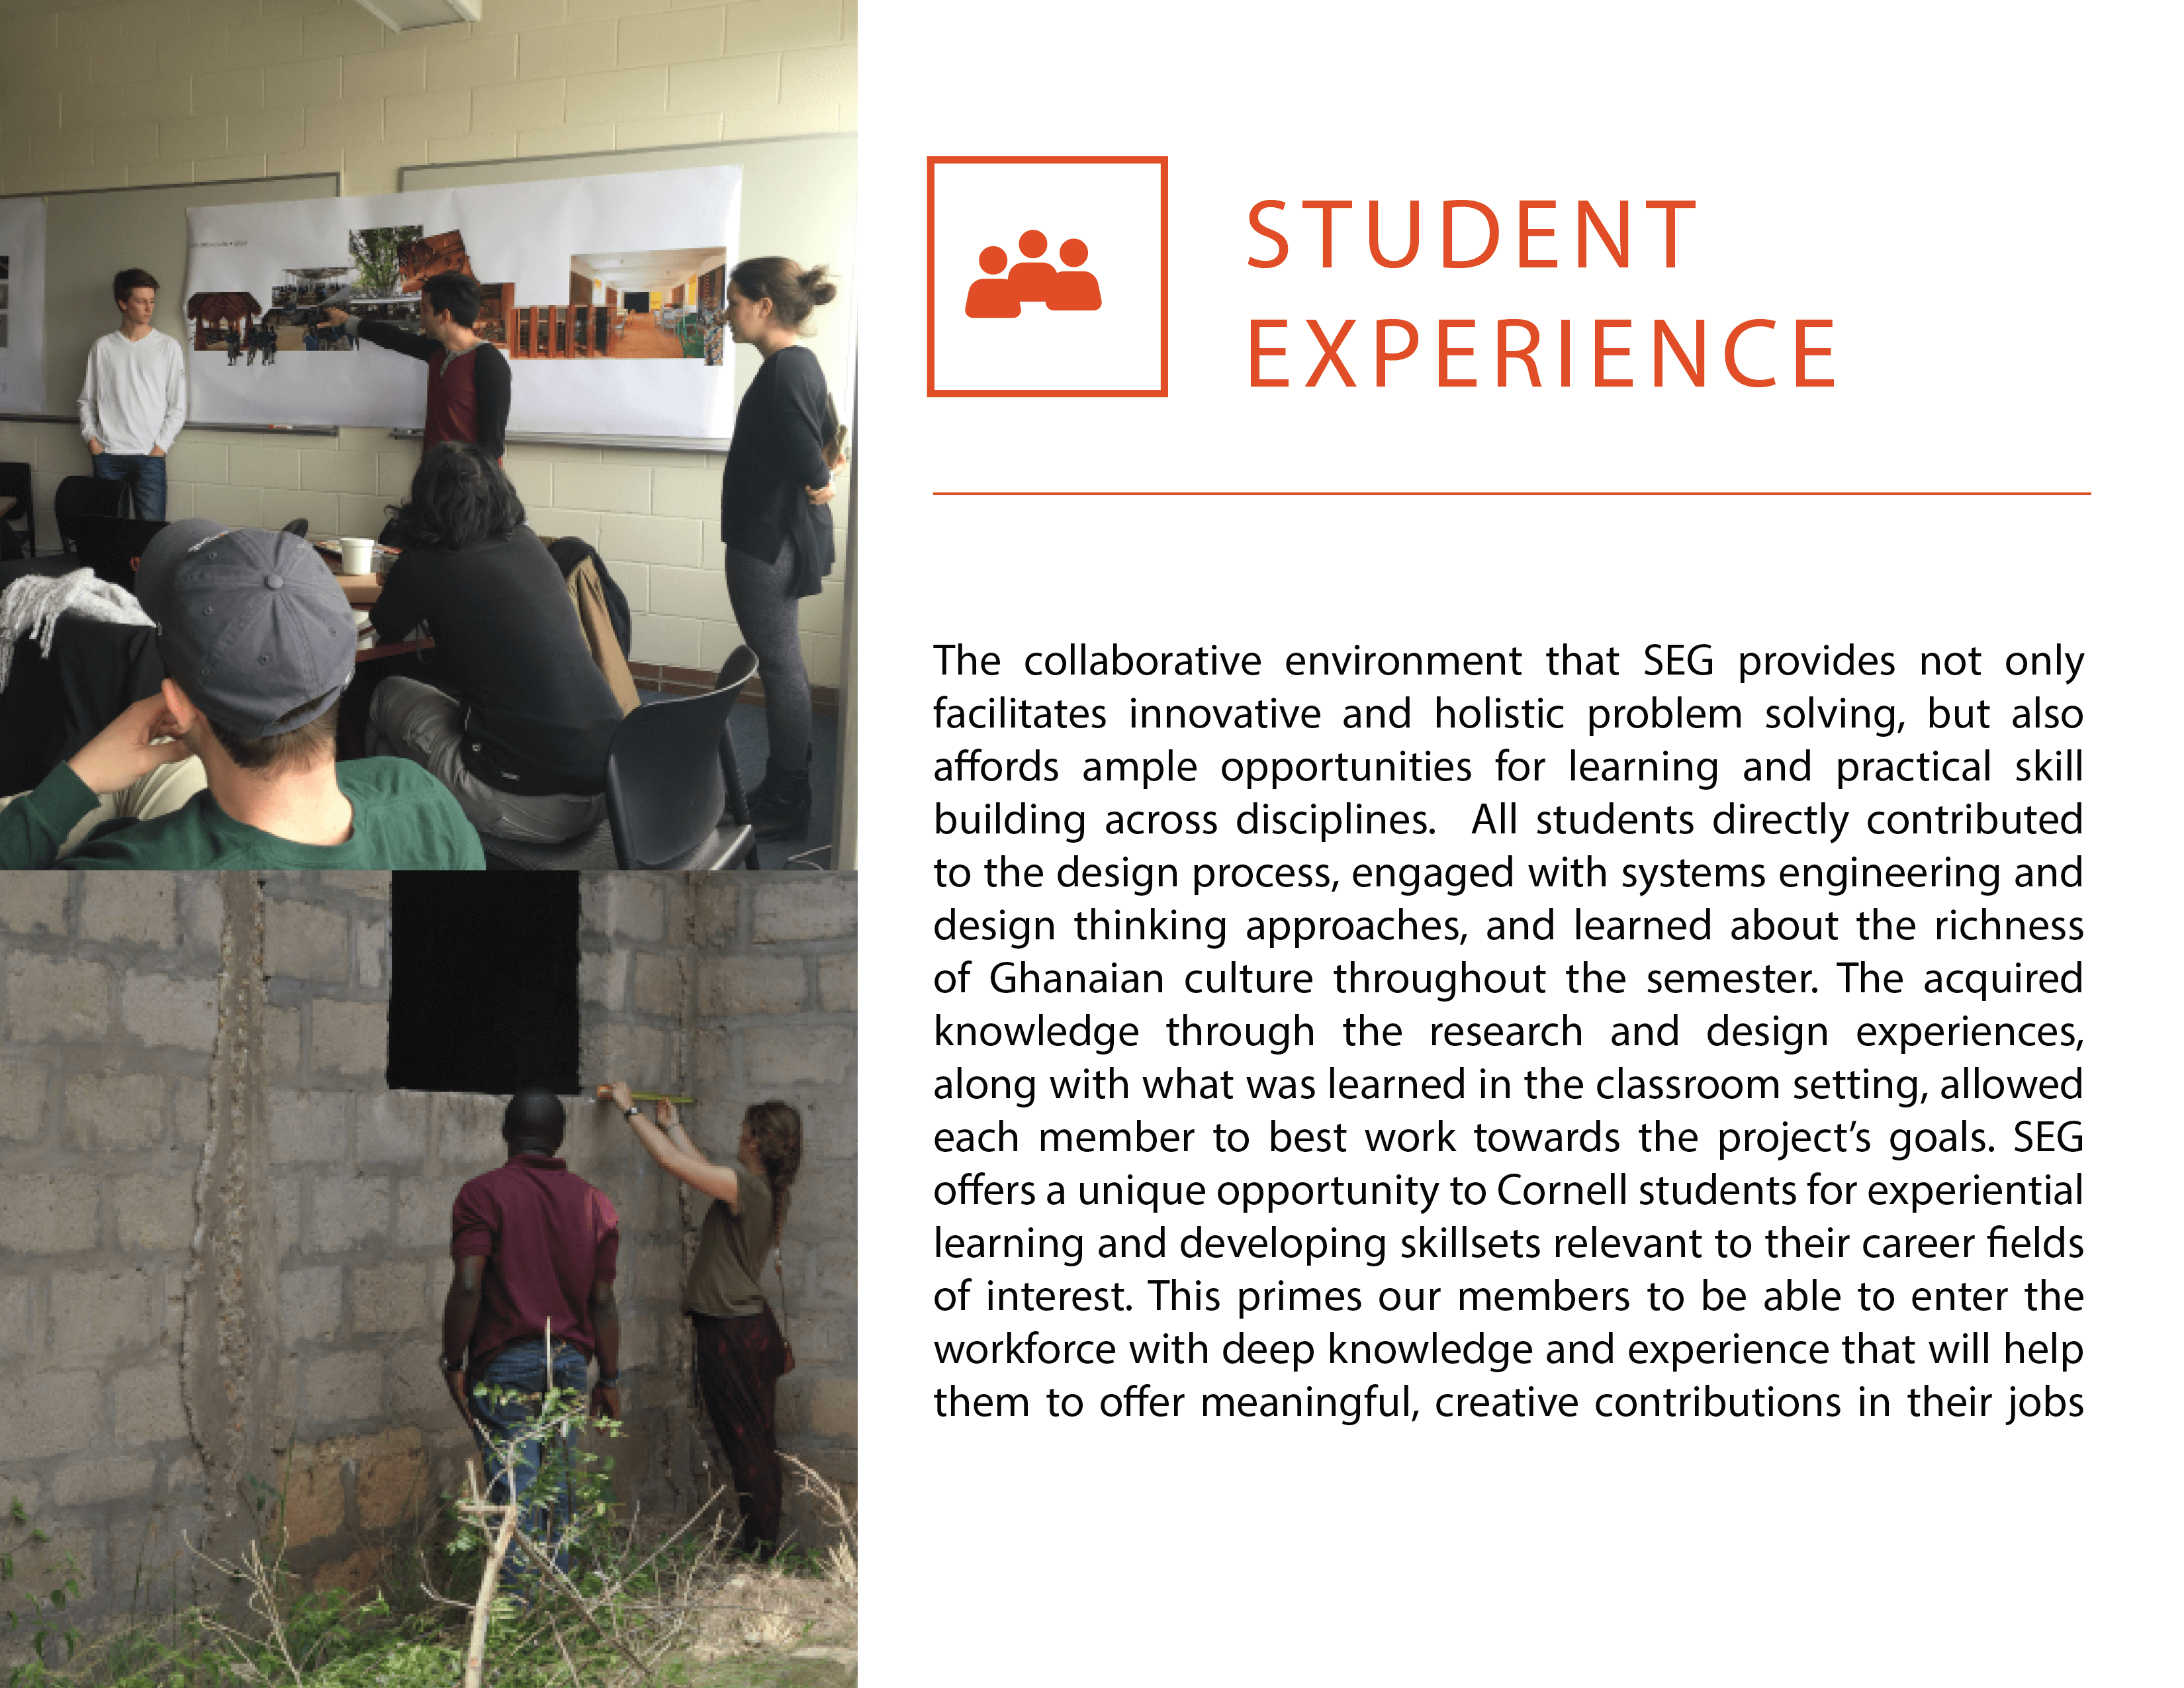 STUDENT
EXPERIENCE
The collaborative environment that SEG provides not only
facilitates innovative and holistic problem solving, but also
affords ample opportunities for learning and practical skill
building across disciplines.  All students directly contributed
to the design process, engaged with systems engineering and
design thinking approaches, and learned about the richness
of Ghanaian culture throughout the semester. The acquired
knowledge through the research and design experiences,
along with what was learned in the classroom setting, allowed
each member to best work towards the project’s goals. SEG
offers a unique opportunity to Cornell students for experiential
learning and developing skillsets relevant to their career fields
of interest. This primes our members to be able to enter the
workforce with deep knowledge and experience that will help
them to offer meaningful, creative contributions in their jobs